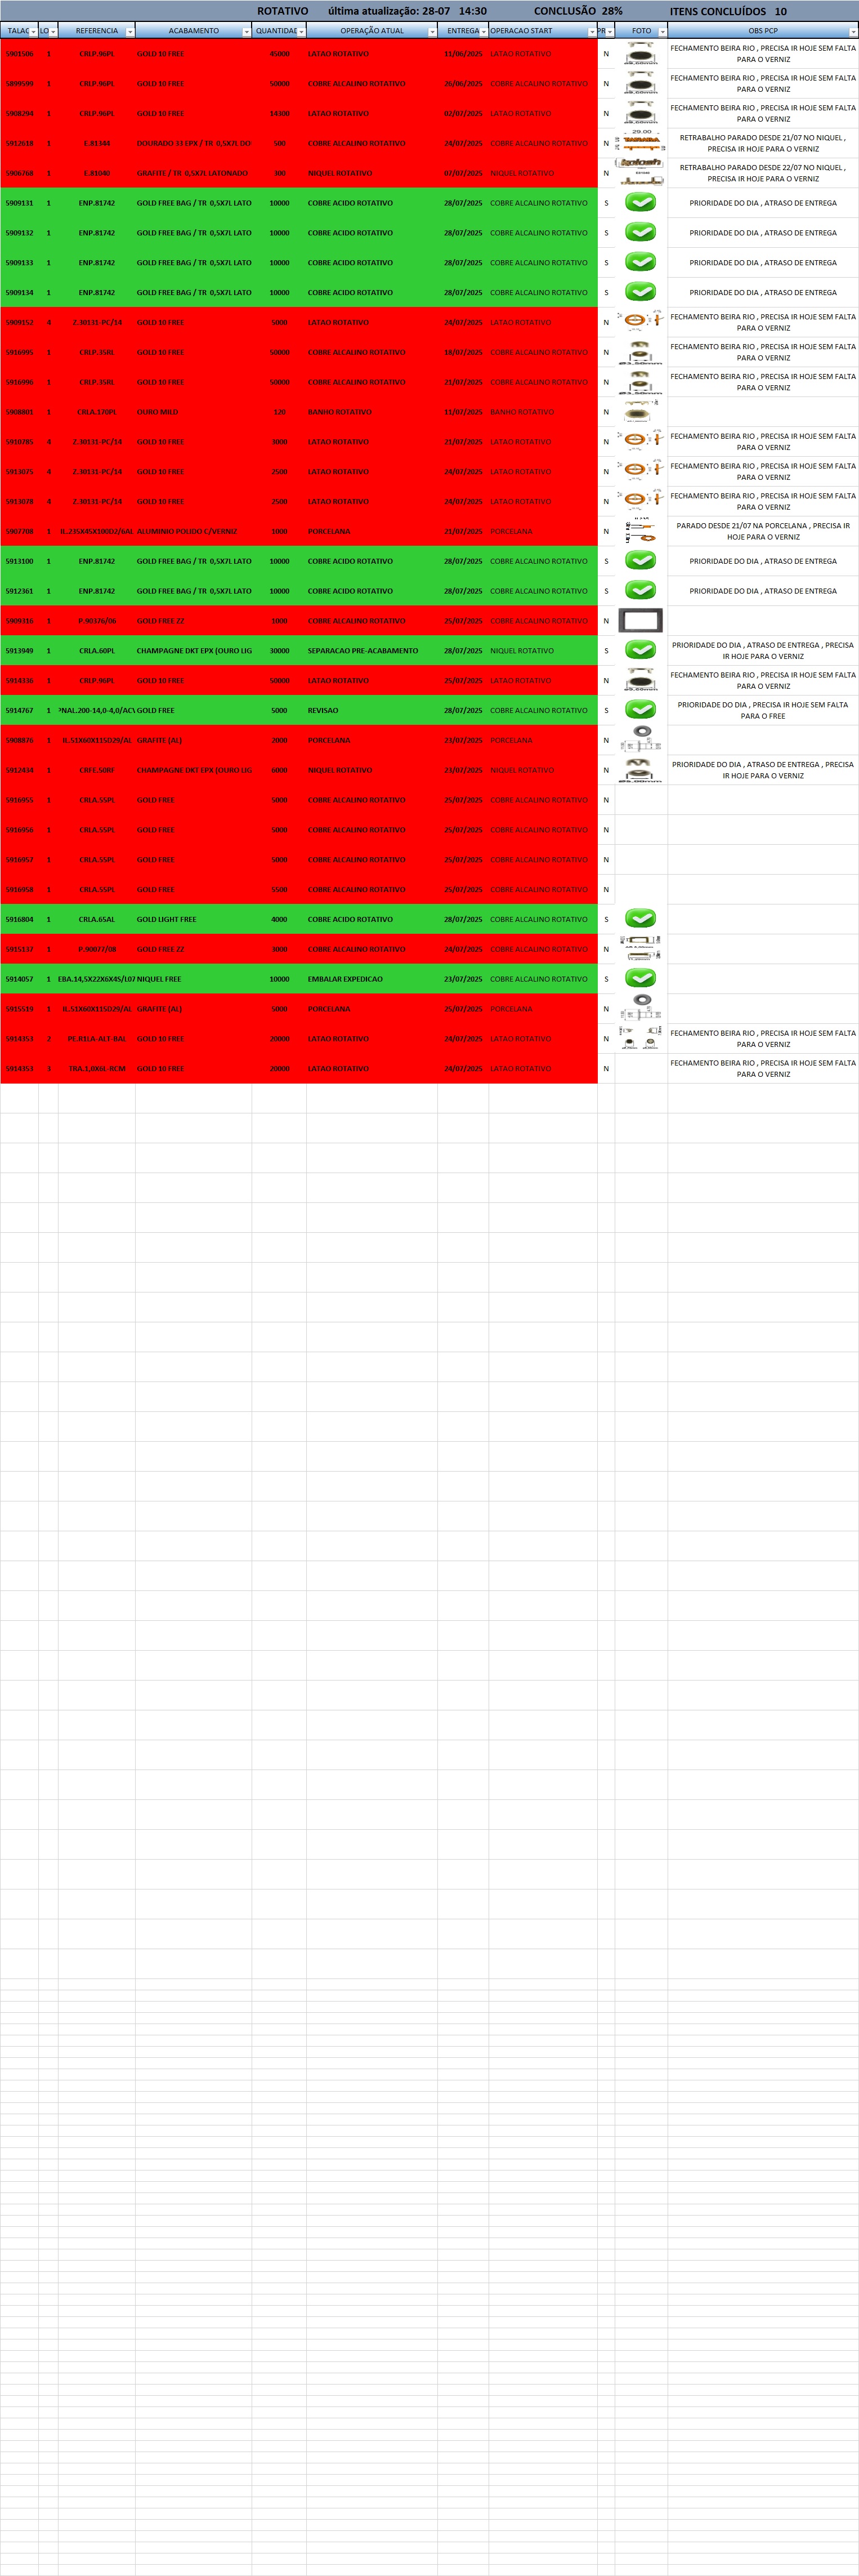 ROTATIVO última atualização: 28-07 14:30 CONCLUSÃO 28% ITENS CONCLUÍDOS 10
TALAC LO REFERENCIA ACABAMENTO QUANTIDAD OPERAÇÃO ATUAL ENTREGA OPERACAO START PR FOTO OBS PCP
5901506 1 CRLP.96PL GOLD 10 FREE 45000 LATAO ROTATIVO 11/06/2025 LATAO ROTATIVO N FECHAMENTO BEIRA RIO , PRECISA IR HOJE SEM FALTA PARA O VERNIZ
5899599 1 CRLP.96PL GOLD 10 FREE 50000 COBRE ALCALINO ROTATIVO 26/06/2025 COBRE ALCALINO ROTATIVO N FECHAMENTO BEIRA RIO , PRECISA IR HOJE SEM FALTA PARA O VERNIZ
5908294 1 CRLP.96PL GOLD 10 FREE 14300 LATAO ROTATIVO 02/07/2025 LATAO ROTATIVO N FECHAMENTO BEIRA RIO , PRECISA IR HOJE SEM FALTA PARA O VERNIZ
5912618 1 E.81344 DOURADO 33 EPX / TR 0,5X7L DO 500 COBRE ALCALINO ROTATIVO 24/07/2025 COBRE ALCALINO ROTATIVO N 29.00 RETRABALHO PARADO DESDE 21/07 NO NIQUEL , PRECISA IR HOJE PARA O VERNIZ
5906768 1 E.81040 GRAFITE / TR 0,5X7L LATONADO 300 NIQUEL ROTATIVO 07/07/2025 NIQUEL ROTATIVO N RETRABALHO PARADO DESDE 22/07 NO NIQUEL , PRECISA IR HOJE PARA O VERNIZ
5909131 1 ENP.81742 GOLD FREE BAG / TR 0,5X7L LATO 10000 COBRE ACIDO ROTATIVO 28/07/2025 COBRE ALCALINO ROTATIVO S PRIORIDADE DO DIA , ATRASO DE ENTREGA
5909132 1 ENP.81742 GOLD FREE BAG / TR 0,5X7L LATO 10000 COBRE ACIDO ROTATIVO 28/07/2025 COBRE ALCALINO ROTATIVO S PRIORIDADE DO DIA , ATRASO DE ENTREGA
5909133 1 ENP.81742 GOLD FREE BAG / TR 0,5X7L LATO 10000 COBRE ACIDO ROTATIVO 28/07/2025 COBRE ALCALINO ROTATIVO S PRIORIDADE DO DIA , ATRASO DE ENTREGA
5909134 1 ENP.81742 GOLD FREE BAG / TR 0,5X7L LATO 10000 COBRE ACIDO ROTATIVO 28/07/2025 COBRE ALCALINO ROTATIVO S PRIORIDADE DO DIA , ATRASO DE ENTREGA
5909152 4 Z.30131-PC/14 GOLD 10 FREE 5000 LATAO ROTATIVO 24/07/2025 LATAO ROTATIVO N FECHAMENTO BEIRA RIO , PRECISA IR HOJE SEM FALTA PARA O VERNIZ
5916995 1 CRLP.35RL GOLD 10 FREE 50000 COBRE ALCALINO ROTATIVO 18/07/2025 COBRE ALCALINO ROTATIVO N FECHAMENTO BEIRA RIO , PRECISA IR HOJE SEM FALTA PARA O VERNIZ
5916996 1 CRLP.35RL GOLD 10 FREE 50000 COBRE ALCALINO ROTATIVO 21/07/2025 COBRE ALCALINO ROTATIVO N FECHAMENTO BEIRA RIO , PRECISA IR HOJE SEM FALTA PARA O VERNIZ
5908801 1 CRLA.170PL OURO MILD 120 BANHO ROTATIVO 11/07/2025 BANHO ROTATIVO N
5910785 4 Z.30131-PC/14 GOLD 10 FREE 3000 LATAO ROTATIVO 21/07/2025 LATAO ROTATIVO N FECHAMENTO BEIRA RIO , PRECISA IR HOJE SEM FALTA PARA O VERNIZ
5913075 4 Z.30131-PC/14 GOLD 10 FREE 2500 LATAO ROTATIVO 24/07/2025 LATAO ROTATIVO N FECHAMENTO BEIRA RIO , PRECISA IR HOJE SEM FALTA PARA O VERNIZ
5913078 4 Z.30131-PC/14 GOLD 10 FREE 2500 LATAO ROTATIVO 24/07/2025 LATAO ROTATIVO N FECHAMENTO BEIRA RIO , PRECISA IR HOJE SEM FALTA PARA O VERNIZ
5907708 1 ALUMINIO POLIDO C/VERNIZ 1000 PORCELANA 21/07/2025 PORCELANA N PARADO DESDE 21/07 NA PORCELANA , PRECISA IR HOJE PARA O VERNIZ
5913100 1 ENP.81742 GOLD FREE BAG / TR 0,5X7L LATO 10000 COBRE ACIDO ROTATIVO 28/07/2025 COBRE ALCALINO ROTATIVO S PRIORIDADE DO DIA , ATRASO DE ENTREGA
5912361 1 ENP.81742 GOLD FREE BAG / TR 0,5X7L LATO 10000 COBRE ACIDO ROTATIVO 28/07/2025 COBRE ALCALINO ROTATIVO S PRIORIDADE DO DIA , ATRASO DE ENTREGA
5909316 1 P.90376/06 GOLD FREE ZZ 1000 COBRE ALCALINO ROTATIVO 25/07/2025 COBRE ALCALINO ROTATIVO N
5913949 1 CRLA.60PL CHAMPAGNE DKT EPX (OURO LIG 30000 SEPARACAO PRE-ACABAMENTO 28/07/2025 NIQUEL ROTATIVO S PRIORIDADE DO DIA , ATRASO DE ENTREGA , PRECISA IR HOJE PARA O VERNIZ
5914336 1 CRLP.96PL GOLD 10 FREE 50000 COBRE ALCALINO ROTATIVO 25/07/2025 LATAO ROTATIVO N FECHAMENTO BEIRA RIO , PRECISA IR HOJE SEM FALTA PARA O VERNIZ
5914767 1 GOLD FREE 5000 REVISAO 28/07/2025 COBRE ALCALINO ROTATIVO S PRIORIDADE DO DIA , PRECISA IR HOJE SEM FALTA PARA O FREE
5908876 1 IL.51X60X115D29/AL GRAFITE (AL) 2000 PORCELANA 21/07/2025 PORCELANA N
5912434 1 CRFE.50RF CHAMPAGNE DKT EPX (OURO LIG 6000 NIQUEL ROTATIVO 23/07/2025 NIQUEL ROTATIVO N PRIORIDADE DO DIA , ATRASO DE ENTREGA , PRECISA IR HOJE PARA O VERNIZ
5916955 1 CRLA.55PL GOLD FREE 5000 COBRE ALCALINO ROTATIVO 25/07/2025 COBRE ALCALINO ROTATIVO N
5916956 1 CRLA.55PL GOLD FREE 5000 COBRE ALCALINO ROTATIVO 25/07/2025 COBRE ALCALINO ROTATIVO N
5916957 1 CRLA.55PL GOLD FREE 5000 COBRE ALCALINO ROTATIVO 25/07/2025 COBRE ALCALINO ROTATIVO N
5916958 1 CRLA.55PL GOLD FREE 5500 COBRE ALCALINO ROTATIVO 25/07/2025 COBRE ALCALINO ROTATIVO N
5916804 1 CRLA.65AL GOLD LIGHT FREE 4000 COBRE ACIDO ROTATIVO 28/07/2025 COBRE ALCALINO ROTATIVO S
5915137 1 P.90077/08 GOLD FREE ZZ 3000 COBRE ALCALINO ROTATIVO 24/07/2025 COBRE ALCALINO ROTATIVO N
5914057 1 EBA.14,5X22X6X4S/L07 NIQUEL FREE 10000 EMBALAR EXPEDICAO 23/07/2025 COBRE ALCALINO ROTATIVO S
5915519 1 IL.51X60X115D29/AL GRAFITE (AL) 5000 PORCELANA 25/07/2025 PORCELANA N
5914353 2 PE.R1LA-ALT-BAL GOLD 10 FREE 20000 LATAO ROTATIVO 24/07/2025 LATAO ROTATIVO N FECHAMENTO BEIRA RIO , PRECISA IR HOJE SEM FALTA PARA O VERNIZ
5914353 3 TRA.1,0X6L-RCM GOLD 10 FREE 20000 LATAO ROTATIVO 24/07/2025 LATAO ROTATIVO N FECHAMENTO BEIRA RIO , PRECISA IR HOJE SEM FALTA PARA O VERNIZ